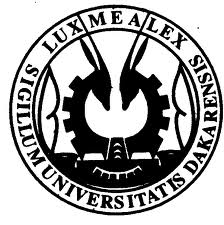 LUX MEA LEX
SIGILLUM UNIVERSITATIS DAKARENSIS